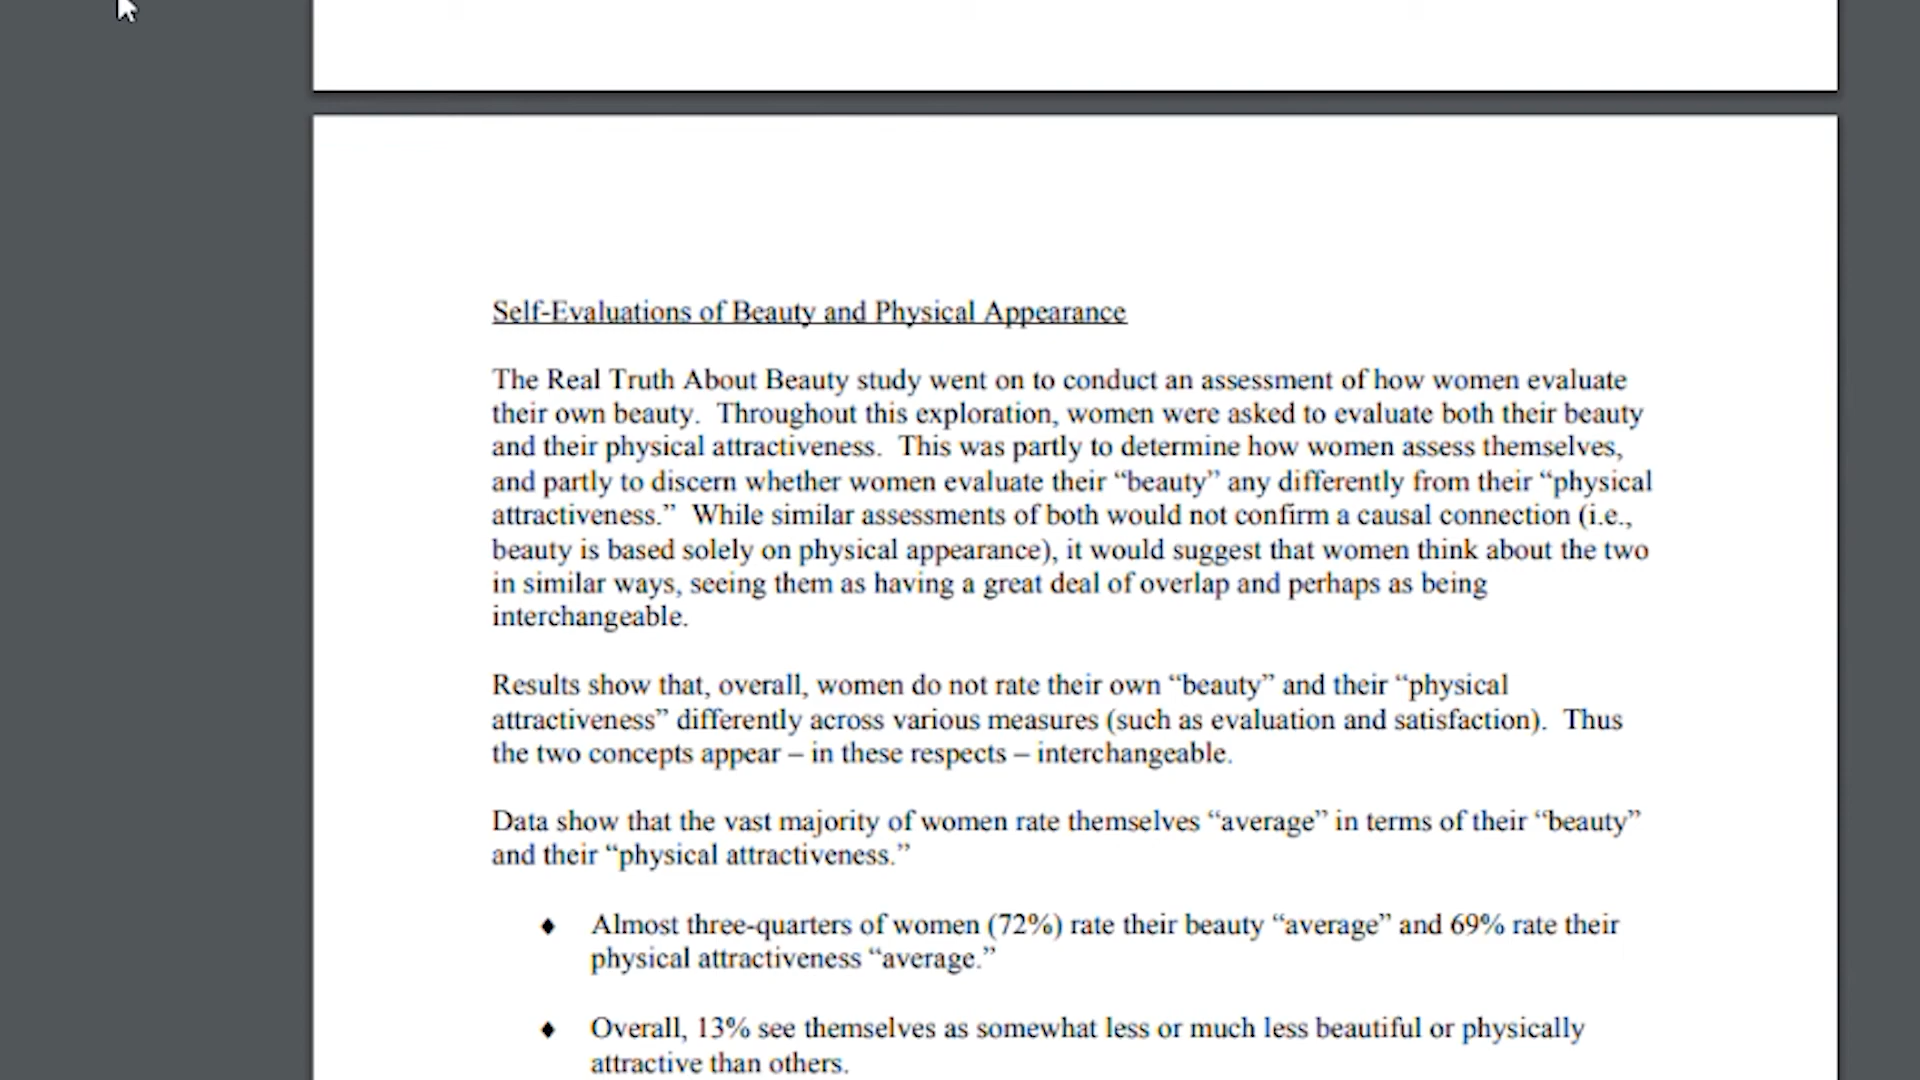 Self-Evaluations of Beauty and Physical Appearance
The Real Truth About Beauty study went on to conduct an assessment of how women evaluate
their own beauty.  Throughout this exploration, women were asked to evaluate both their beauty
and their physical attractiveness.  This was partly to determine how women assess themselves,
and partly to discern whether women evaluate their “beauty” any differently from their “physical
attractiveness.”  While similar assessments of both would not confirm a causal connection (i.e.,
beauty is based solely on physical appearance), it would suggest that women think about the two
in similar ways, seeing them as having a great deal of overlap and perhaps as being
interchangeable.
Results show that, overall, women do not rate their own “beauty” and their “physical
attractiveness” differently across various measures (such as evaluation and satisfaction).  Thus
the two concepts appear – in these respects – interchangeable.
Data show that the vast majority of women rate themselves “average” in terms of their “beauty”
and their “physical attractiveness.”
♦ Almost three-quarters of women (72%) rate their beauty “average” and 69% rate their
physical attractiveness “average.”
♦ Overall, 13% see themselves as somewhat less or much less beautiful or physically
attractive than others.